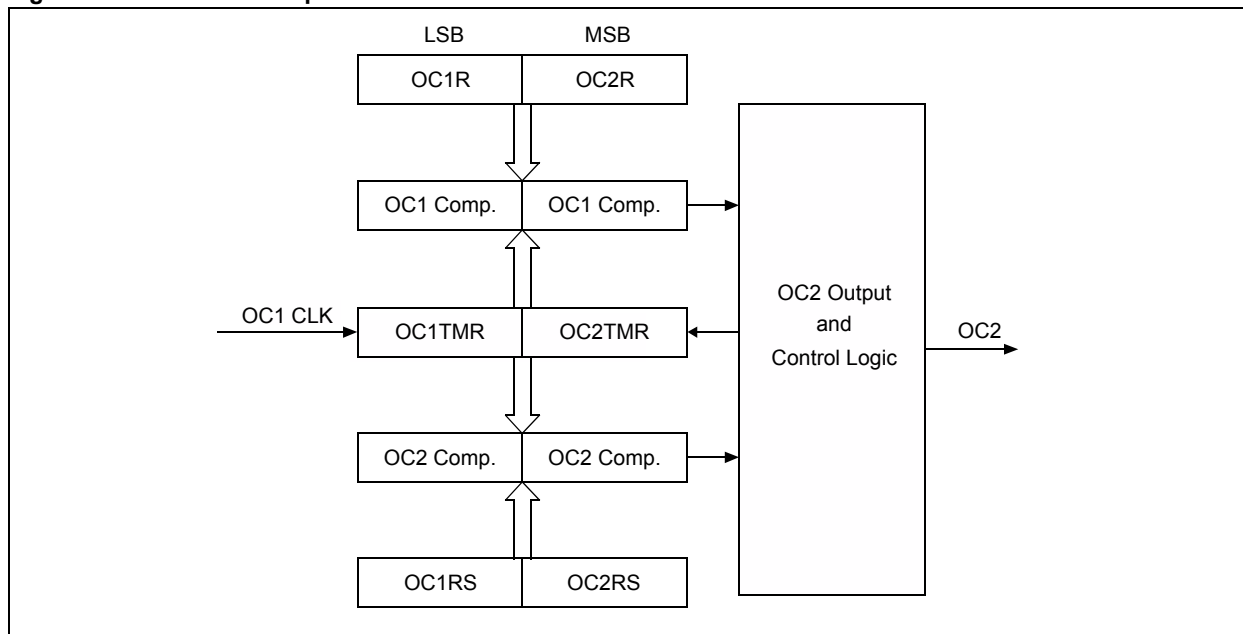 LSB MSB
OC1R OC2R
OC1 Comp. OC1 Comp.
OC1 CLK OC1TMR OC2TMR
OC2 Output
and
Control Logic
OC2
OC2 Comp. OC2 Comp.
OC1RS OC2RS